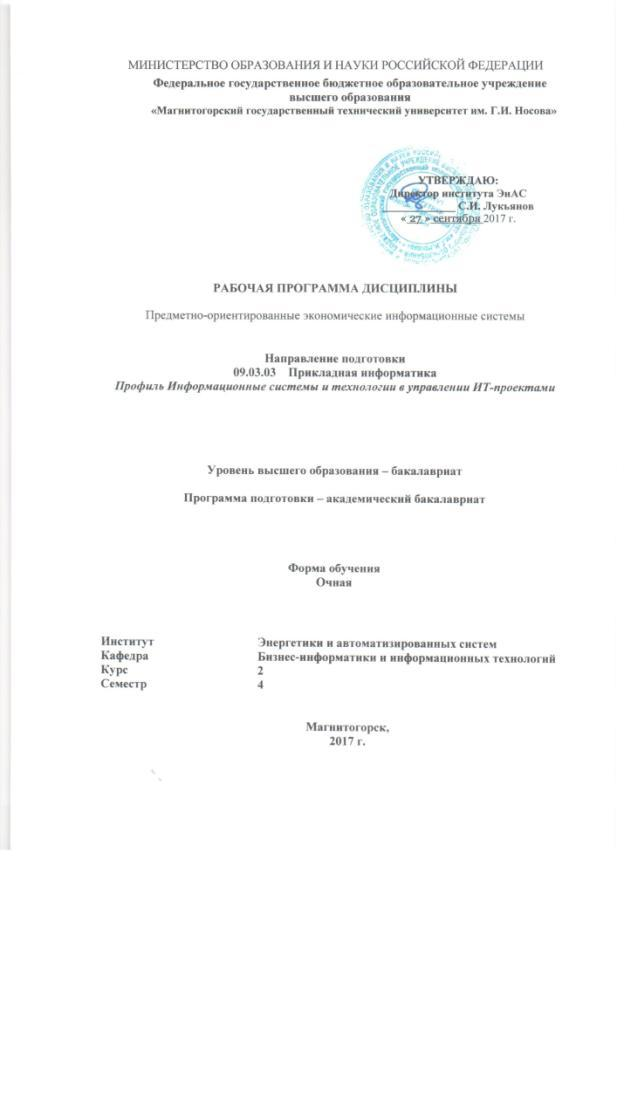 МИНИСТЕРСТВО ОБРАЗОВАНИЯ И НАУКИ РОССИЙСКОЙ ФЕДЕРАЦИИ
Федеральное государственное бюджетное образовательное учреждение
высшего образования
«Магнитогорский государственный технический университет им. Г.И. Носова»
УТВЕРЖДАЮ:
Директор института ЭиАС
С.И. Лукьянов
« 27 » сентября 2017 г.
РАБОЧАЯ ПРОГРАММА ДИСЦИПЛИНЫ
Предметно-ориентированные экономические информационные системы
Направление подготовки
09.03.03 Прикладная информатика
Профиль Информационные системы и технологии в управлении ИТ-проектами
Уровень высшего образования – бакалавриат
Программа подготовки – академический бакалавриат
Форма обучения
Очная
Институт Энергетики и автоматизированных систем
Кафедра Бизнес-информатики и информационных технологий
Курс 2
Семестр 4
Магнитогорск,
2017 г.